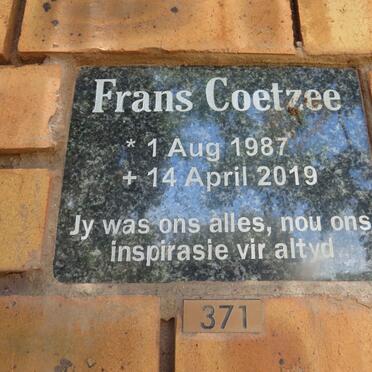 Frans Coetzee
* 1 Aug 1987
+ 14 April 2019
Jy was ons alles, nou ons
inspirasie vir altyd
371